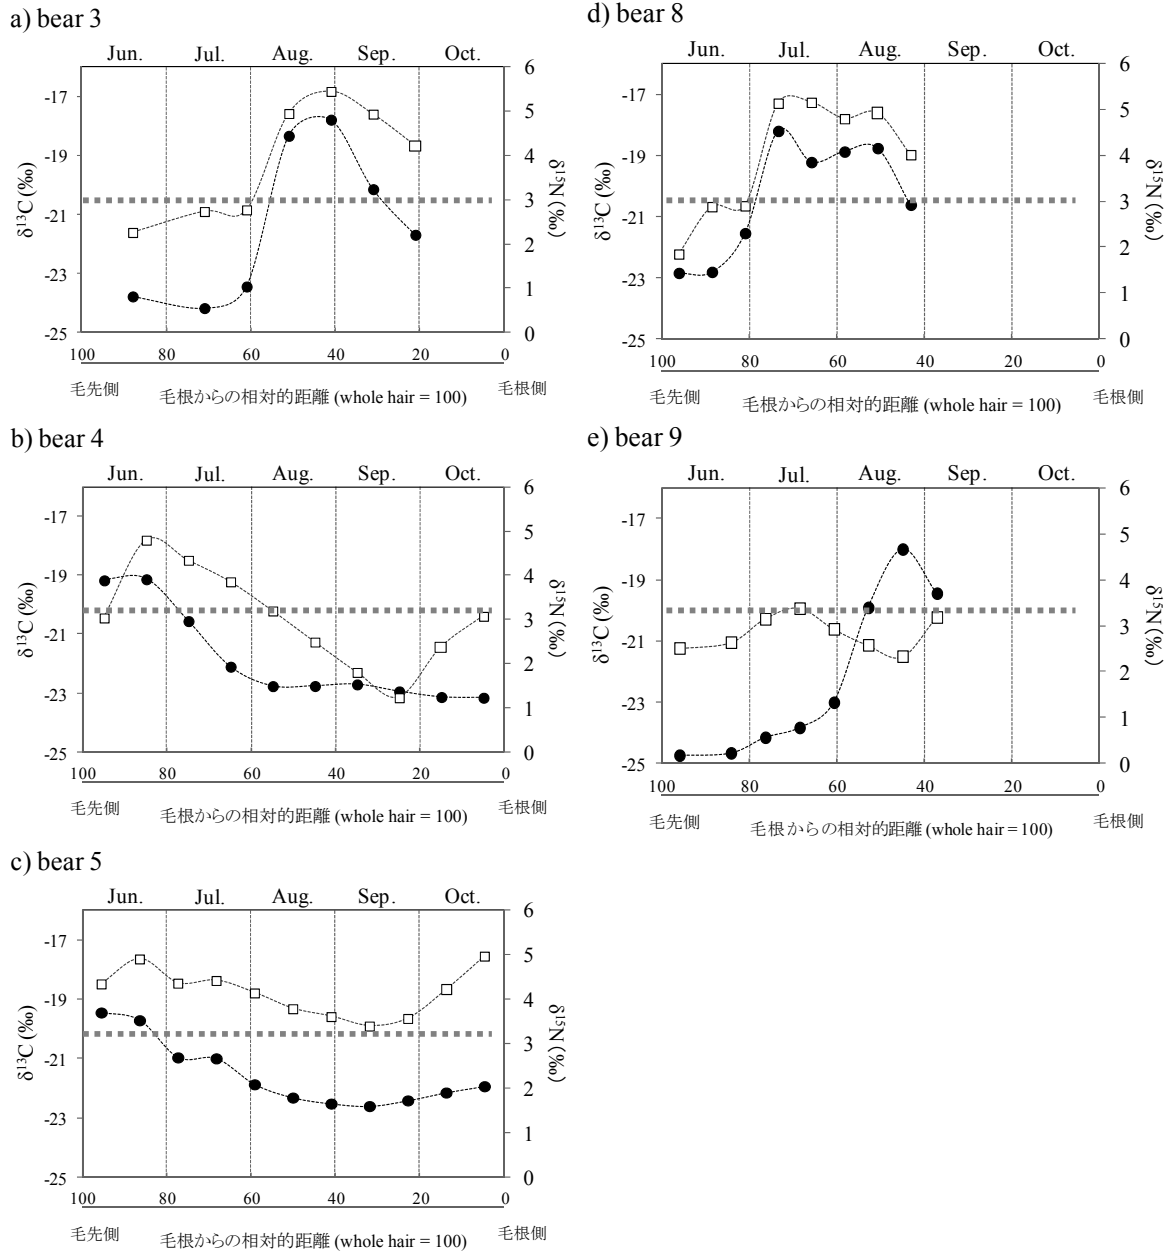 a) bear 3
Jun. Jul. Aug. Sep. Oct.
δ¹³C (‰)
-17
-19
-21
-23
-25
6
5
4
3
2
1
0
δ¹⁵N (‰)
100 80 60 40 20 0
毛先側 毛根からの相対的距離 (whole hair = 100) 毛根側
b) bear 4
Jun. Jul. Aug. Sep. Oct.
δ¹³C (‰)
-17
-19
-21
-23
-25
6
5
4
3
2
1
0
δ¹⁵N (‰)
100 80 60 40 20 0
毛先側 毛根からの相対的距離 (whole hair = 100) 毛根側
c) bear 5
Jun. Jul. Aug. Sep. Oct.
δ¹³C (‰)
-17
-19
-21
-23
-25
6
5
4
3
2
1
0
δ¹⁵N (‰)
100 80 60 40 20 0
毛先側 毛根からの相対的距離 (whole hair = 100) 毛根側
d) bear 8
Jun. Jul. Aug. Sep. Oct.
δ¹³C (‰)
-17
-19
-21
-23
-25
6
5
4
3
2
1
0
δ¹⁵N (‰)
100 80 60 40 20 0
毛先側 毛根からの相対的距離 (whole hair = 100) 毛根側
e) bear 9
Jun. Jul. Aug. Sep. Oct.
δ¹³C (‰)
-17
-19
-21
-23
-25
6
5
4
3
2
1
0
δ¹⁵N (‰)
100 80 60 40 20 0
毛先側 毛根からの相対的距離 (whole hair = 100) 毛根側